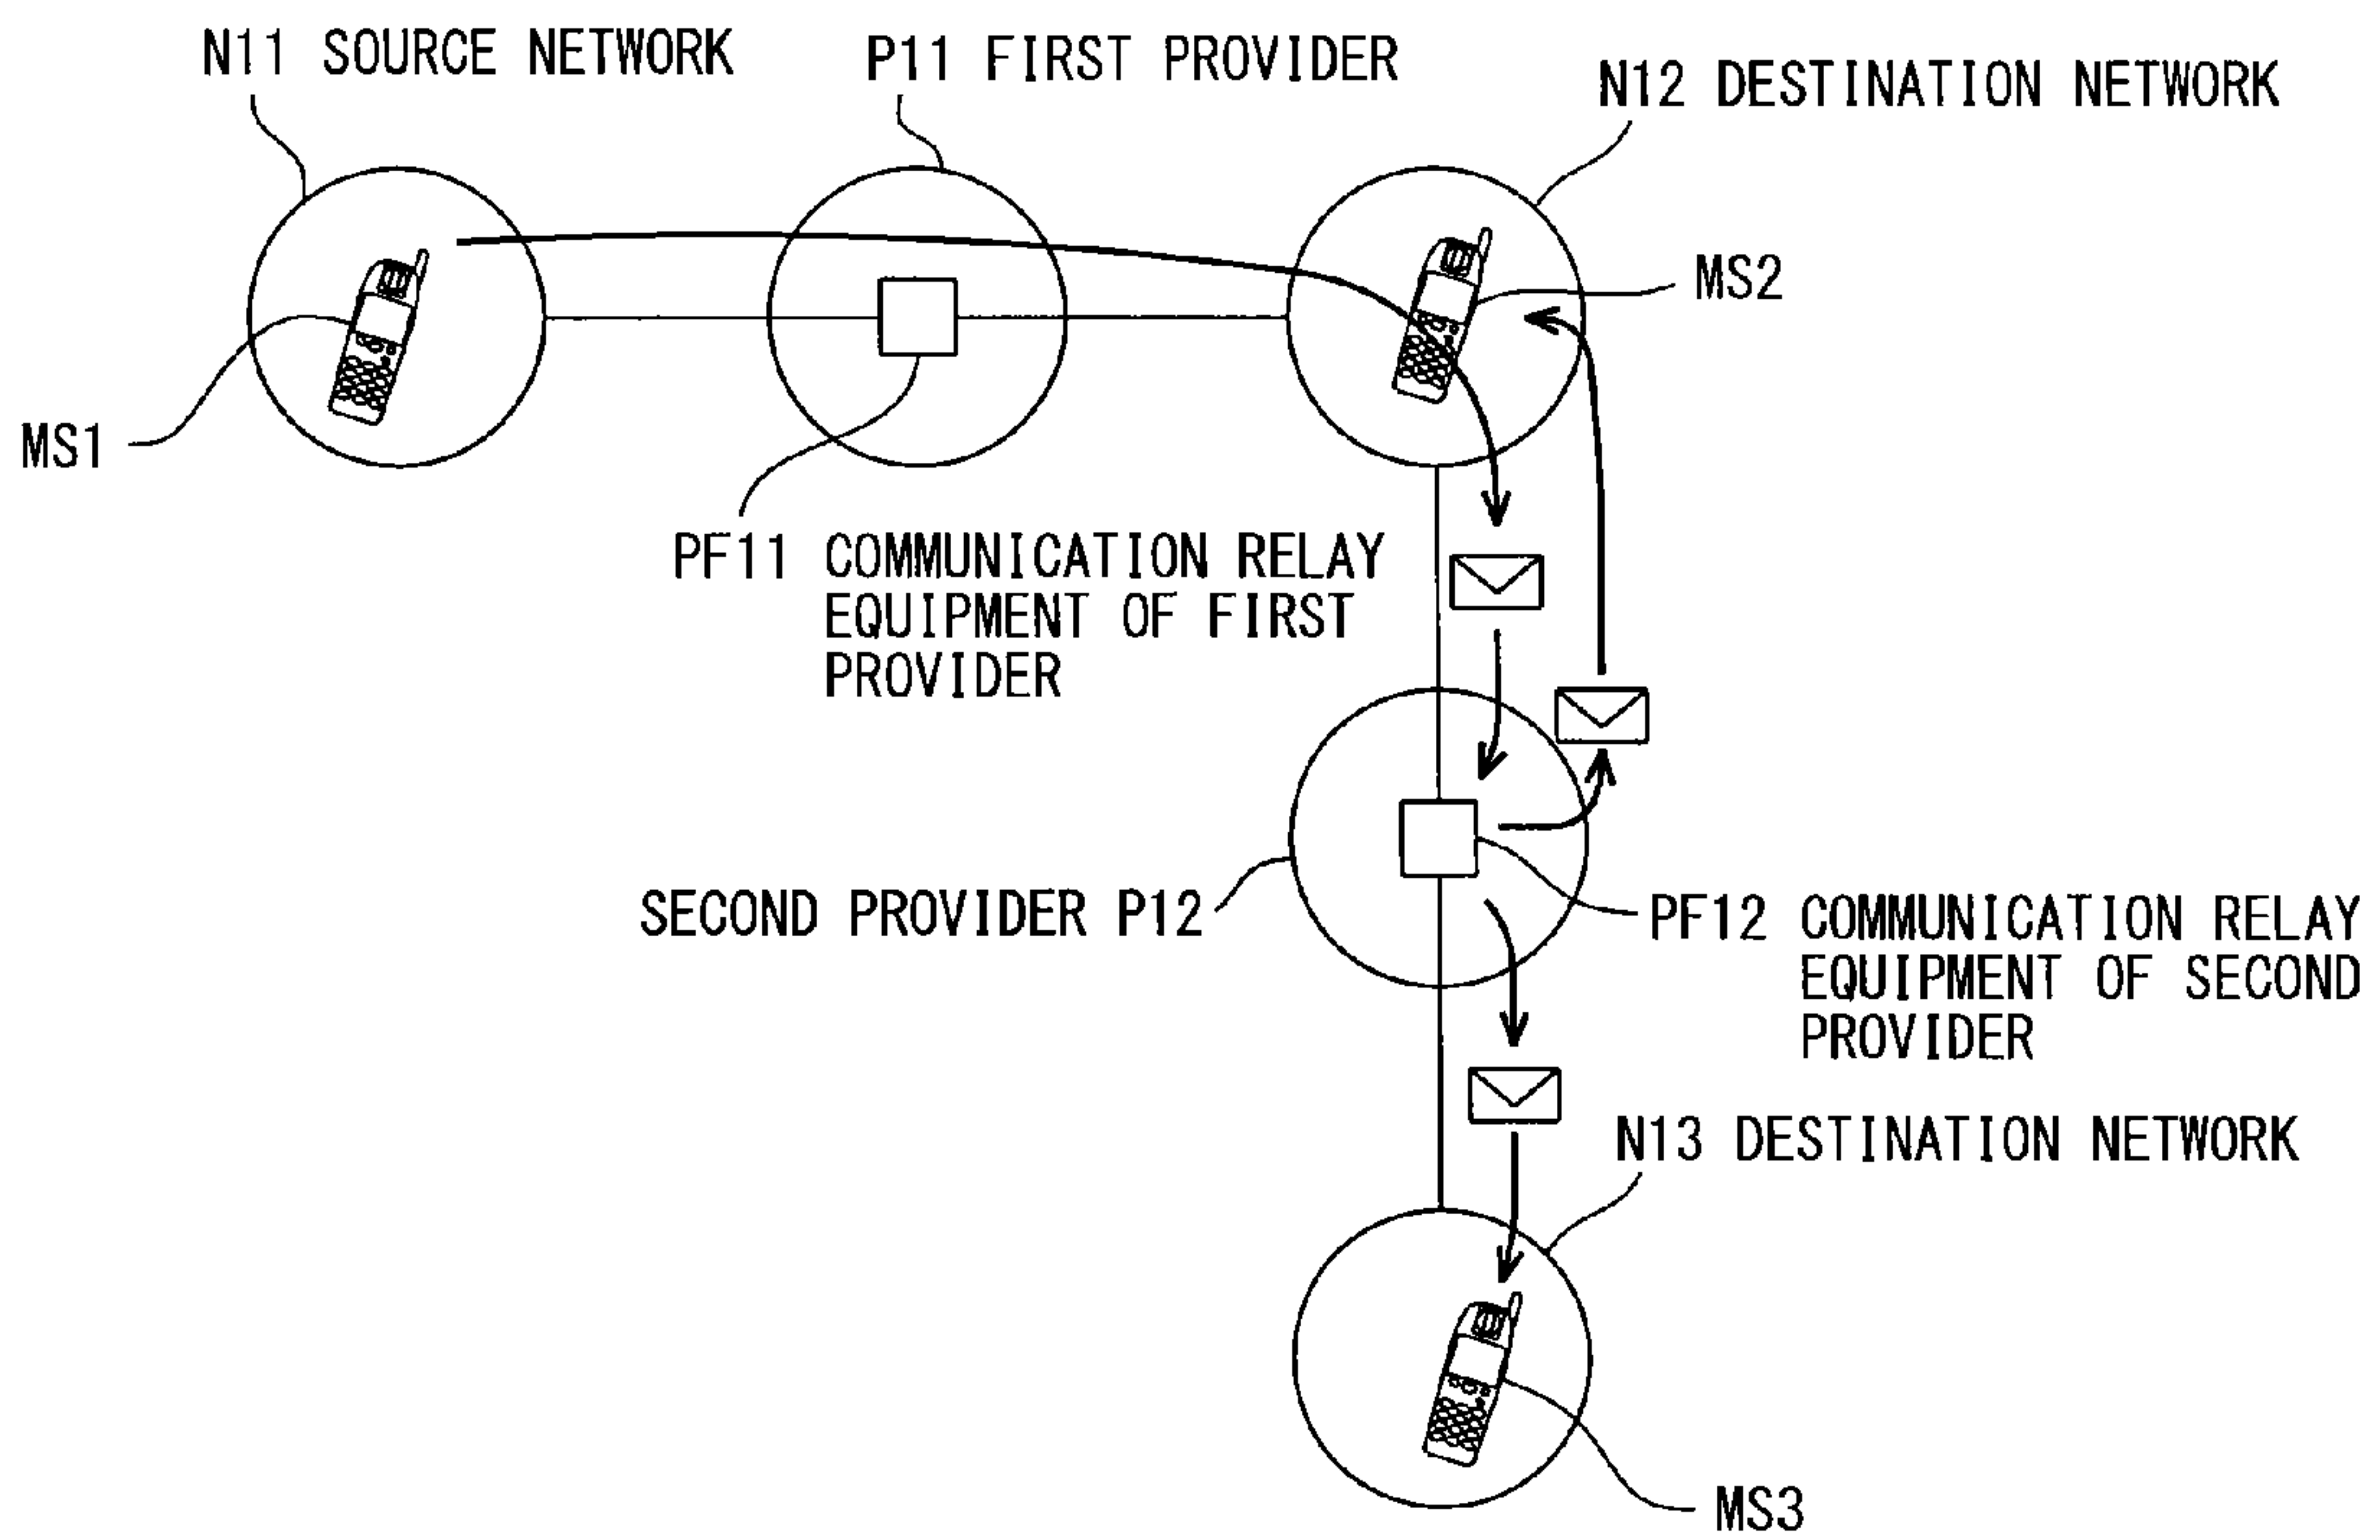 N11 SOURCE NETWORK
P11 FIRST PROVIDER
N12 DESTINATION NETWORK
MS2
MS1
PF11 COMMUNICATION RELAY
EQUIPMENT OF FIRST
PROVIDER
SECOND PROVIDER P12
PF12 COMMUNICATION RELAY
EQUIPMENT OF SECOND
PROVIDER
N13 DESTINATION NETWORK
MS3